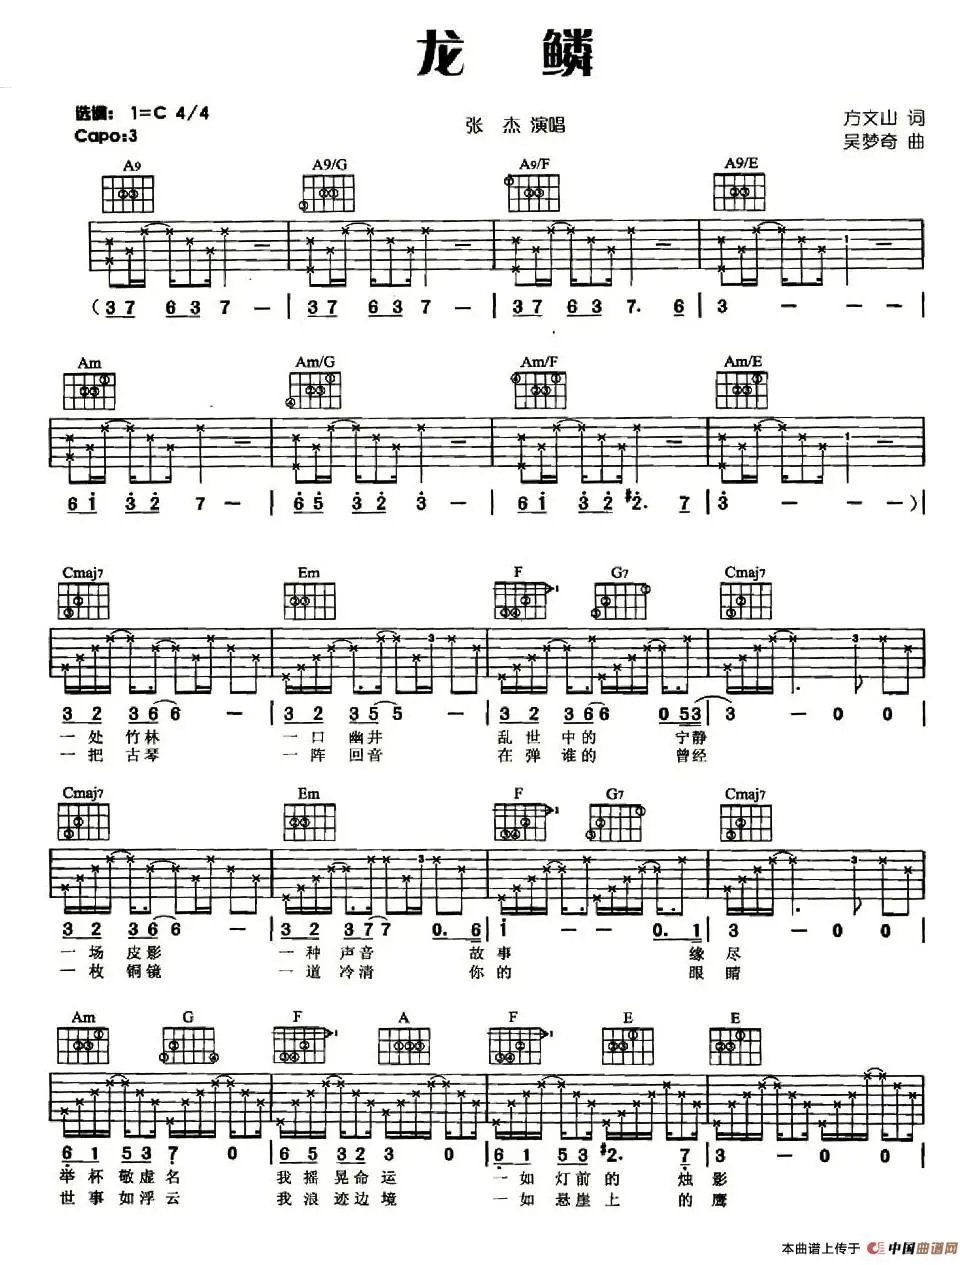 龙 鳞
选调： 1=C 4/4
Capo:3
张 杰 演唱
方文山 词
吴梦奇 曲
A9 A9/G A9/F A9/E
(3 7 6 3 7 — | 3 7 6 3 7 — | 3 7 6 3 7. 6 | 3 — — —
Am Am/G Am/F Am/E
6 i 3 2 7 — | 6 5 3 2 3 — | 6 i 3 2 #2. 7 | 3 — — —)|
Cmaj7 Em F G7 Cmaj7
3 2 3 6 6 — | 3 2 3 5 5 — | 3 2 3 6 6 0 5 3 | 3 — 0 0 |
一处竹林 一口幽井 乱世中的 宁静
一把古琴 一阵回音 在弹谁的 曾经
Cmaj7 Em F G7 Cmaj7
3 2 3 6 6 — | 3 2 3 7 7 0. 6 | i — — 0. 1 | 3 — 0 0 |
一场皮影 一种声音 故事 缘尽
一枚铜镜 一道冷清 你的 眼睛
Am G F A F E E
6 1 5 3 7 0 | 6 5 3 2 3 0 | 6 1 5 3 #2. 7 | 3 — 0 0 |
举杯敬虚名 我摇晃命运 一如灯前的 烛影
世事如浮云 我浪迹边境 一如悬崖上 的鹰
本曲谱上传于 中国曲谱网